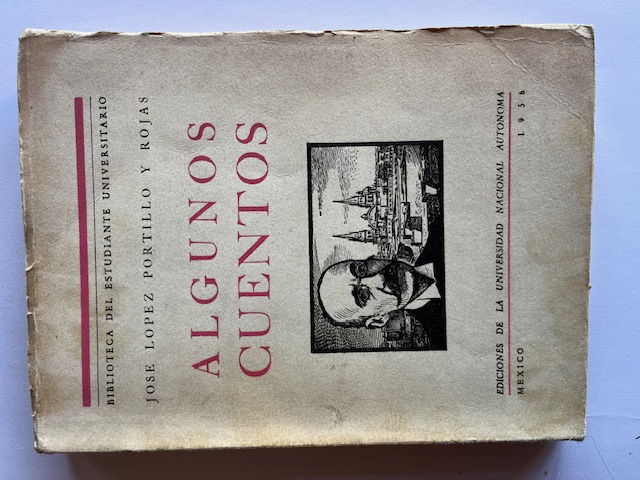 BIBLIOTECA DEL ESTUDIANTE UNIVERSITARIO
JOSE LOPEZ PORTILLO Y ROJAS
ALGUNOS
CUENTOS
EDICIONES DE LA UNIVERSIDAD NACIONAL AUTONOMA
MEXICO 1956